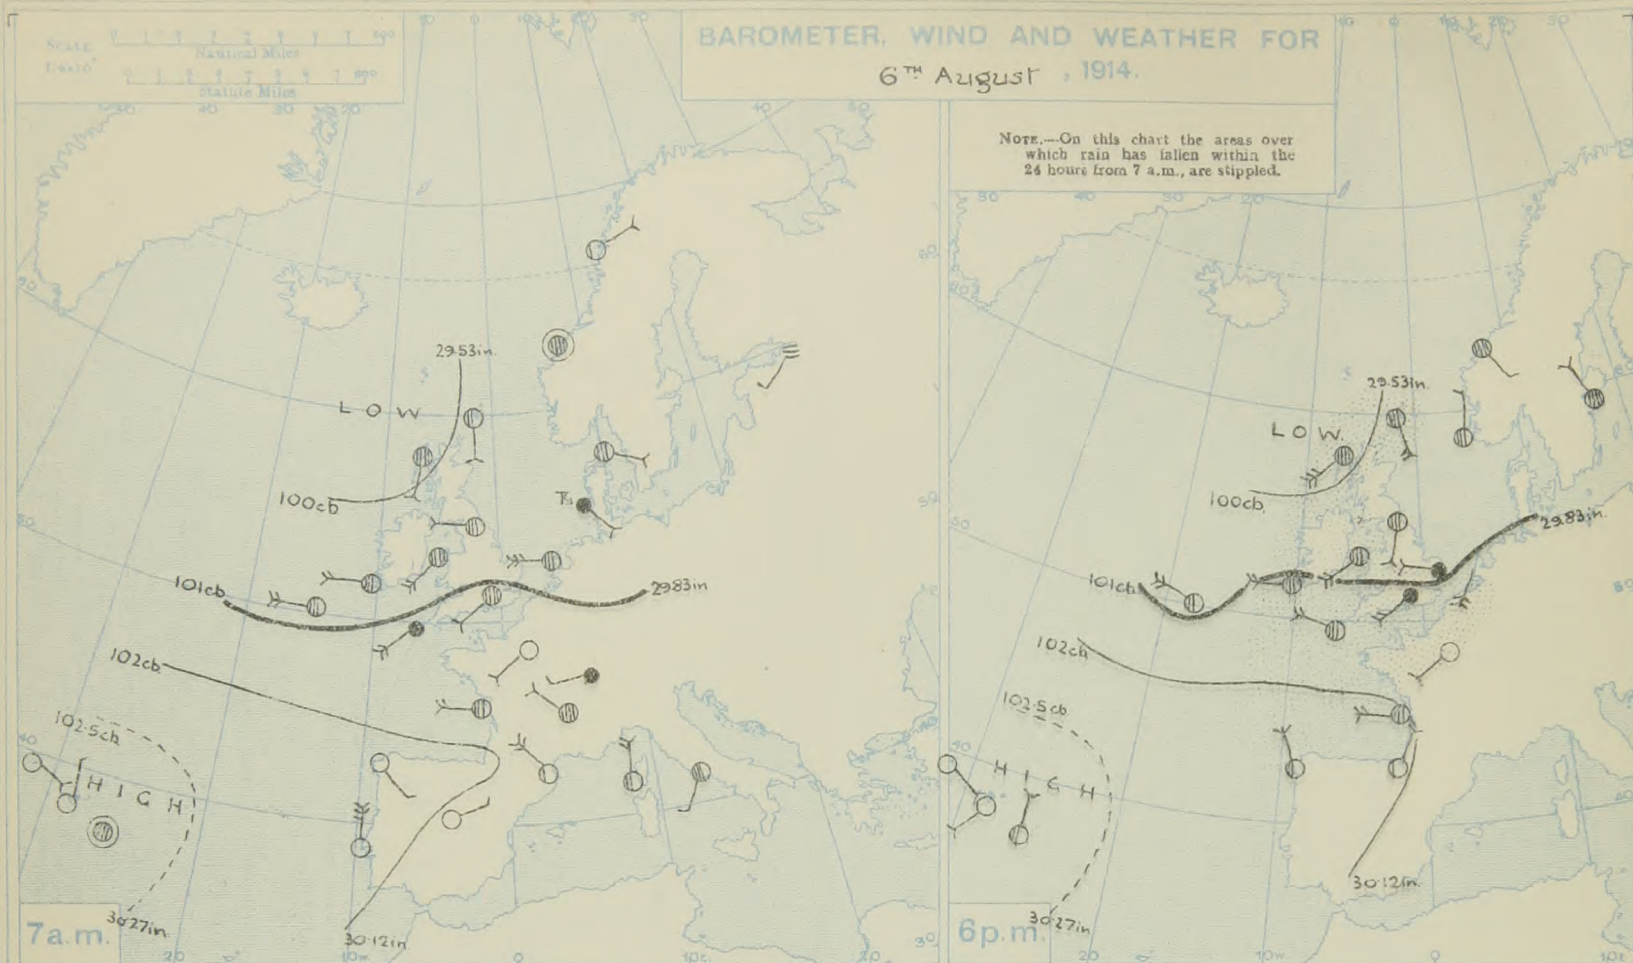 SCALE
Nautical Miles
Statute Miles
BAROMETER, WIND AND WEATHER FOR
6TH August , 1914.
NOTE.—On this chart the areas over
which rain has fallen within the
24 hours from 7 a.m., are stippled.
29.53in.
LOW
100cb
101cb
29.83in
102cb
102.5cb
HIGH
30.27in
30.12in
7a.m.
29.53in.
LOW.
100cb.
29.83in.
101cb
102cb
102.5cb
HIGH
30.12in.
30.27in
6p.m.